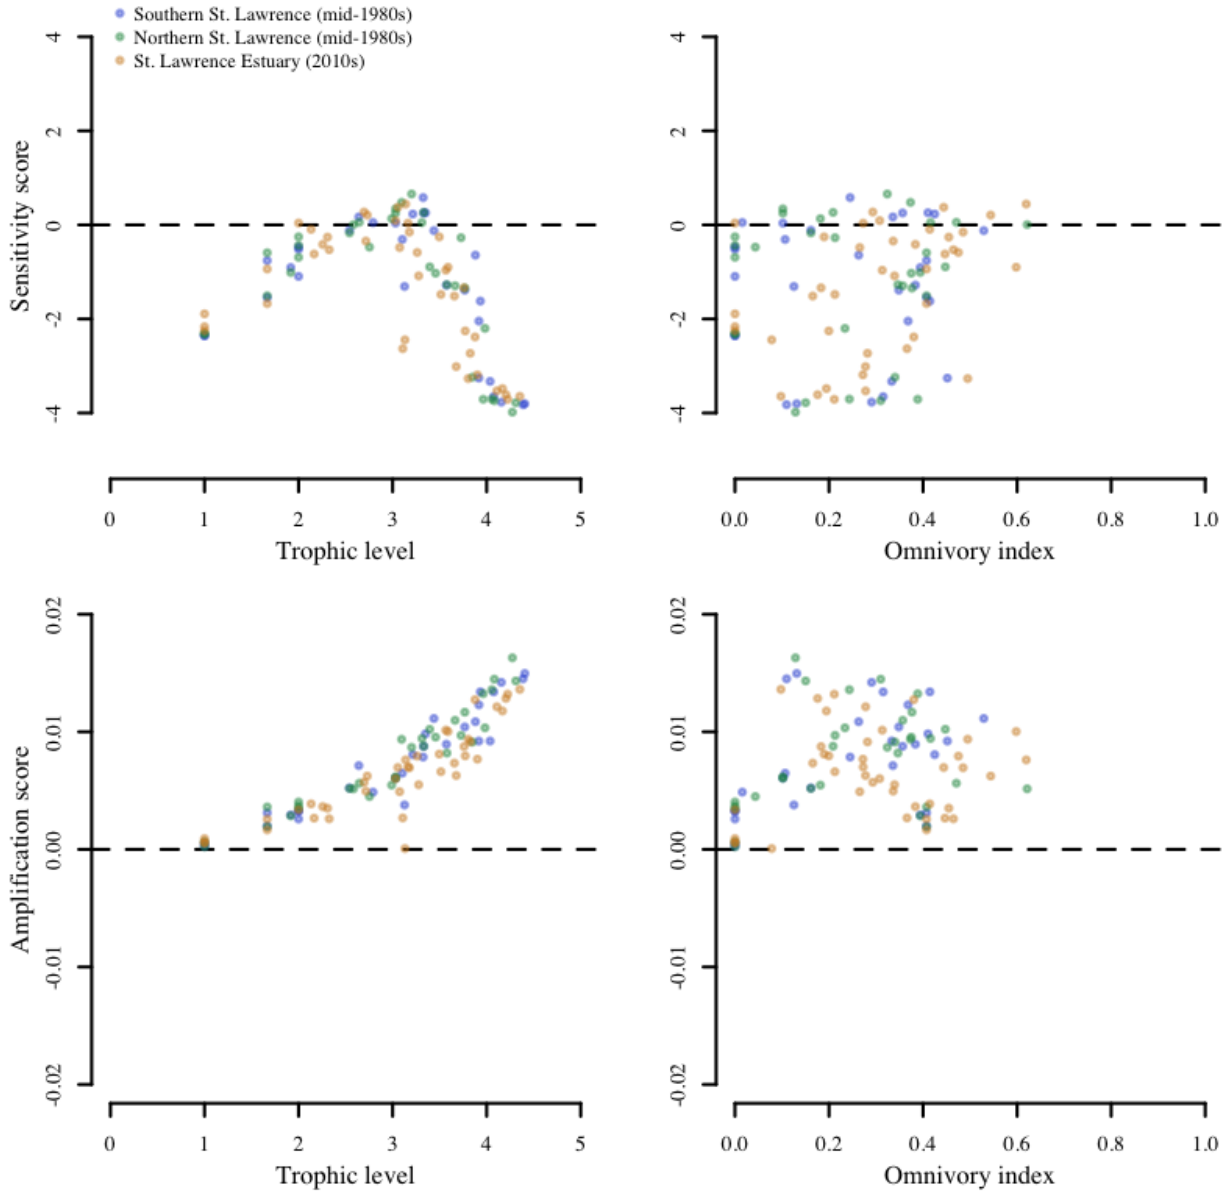 Southern St. Lawrence (mid-1980s)
Northern St. Lawrence (mid-1980s)
St. Lawrence Estuary (2010s)
Sensitivity score
4
2
0
-2
-4
0 1 2 3 4 5
Trophic level
4
2
0
-2
-4
0.0 0.2 0.4 0.6 0.8 1.0
Omnivory index
Amplification score
0.02
0.01
0.00
-0.01
-0.02
0 1 2 3 4 5
Trophic level
0.02
0.01
0.00
-0.01
-0.02
0.0 0.2 0.4 0.6 0.8 1.0
Omnivory index